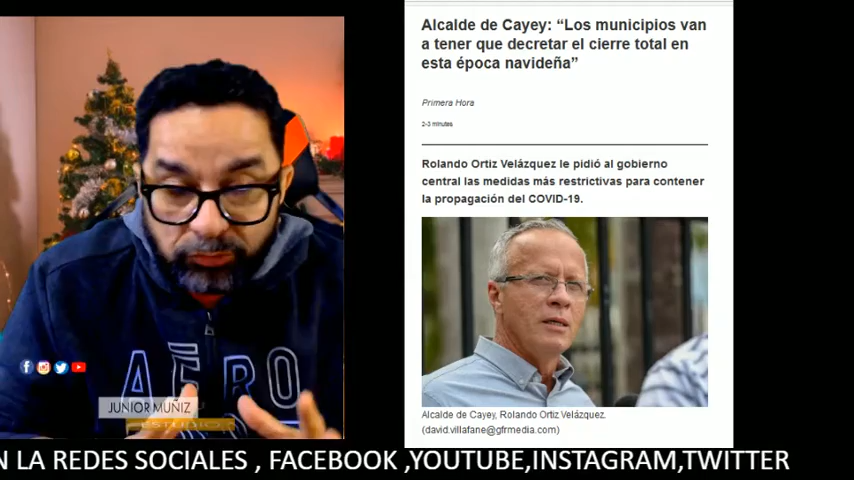 Alcalde de Cayey: “Los municipios van
a tener que decretar el cierre total en
esta época navideña”
Primera Hora
2-3 minutes
Rolando Ortiz Velázquez le pidió al gobierno
central las medidas más restrictivas para contener
la propagación del COVID-19.
Alcalde de Cayey, Rolando Ortiz Velázquez.
(david.villafane@gfrmedia.com)
AERO
JUNIOR MUÑIZ
ESTUDIO
N LA REDES SOCIALES , FACEBOOK ,YOUTUBE,INSTAGRAM,TWITTER